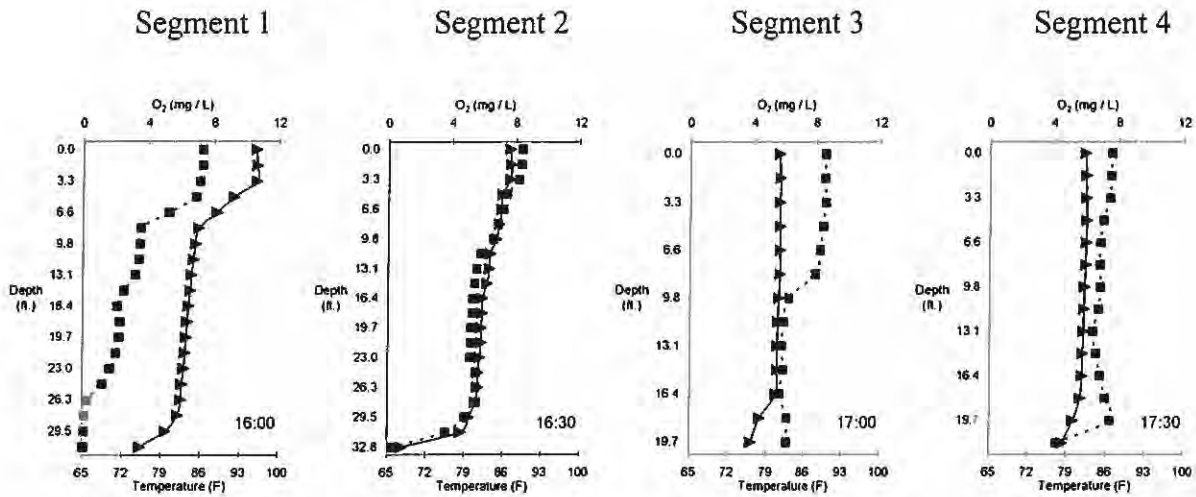 Segment 1 Segment 2 Segment 3 Segment 4
O2 (mg / L) O2 (mg / L) O2 (mg / L) O2 (mg / L)
0 4 8 12 0 4 8 12 0 4 8 12 0 4 8 12
0.0 0.0 0.0 0.0
3.3 3.3 3.3 3.3
6.6 6.6 6.6 6.6
9.8 9.8 9.8 9.8
13.1 13.1 13.1 13.1
Depth (ft.) Depth (ft.) Depth (ft.) Depth (ft.)
16.4 16.4 16.4 16.4
19.7 19.7 19.7 19.7
23.0 23.0
26.3 26.3
29.5 29.5
32.8
16:00 16:30 17:00 17:30
65 72 79 86 93 100 65 72 79 86 93 100 65 72 79 86 93 100 65 72 79 86 93 100
Temperature (F) Temperature (F) Temperature (F) Temperature (F)